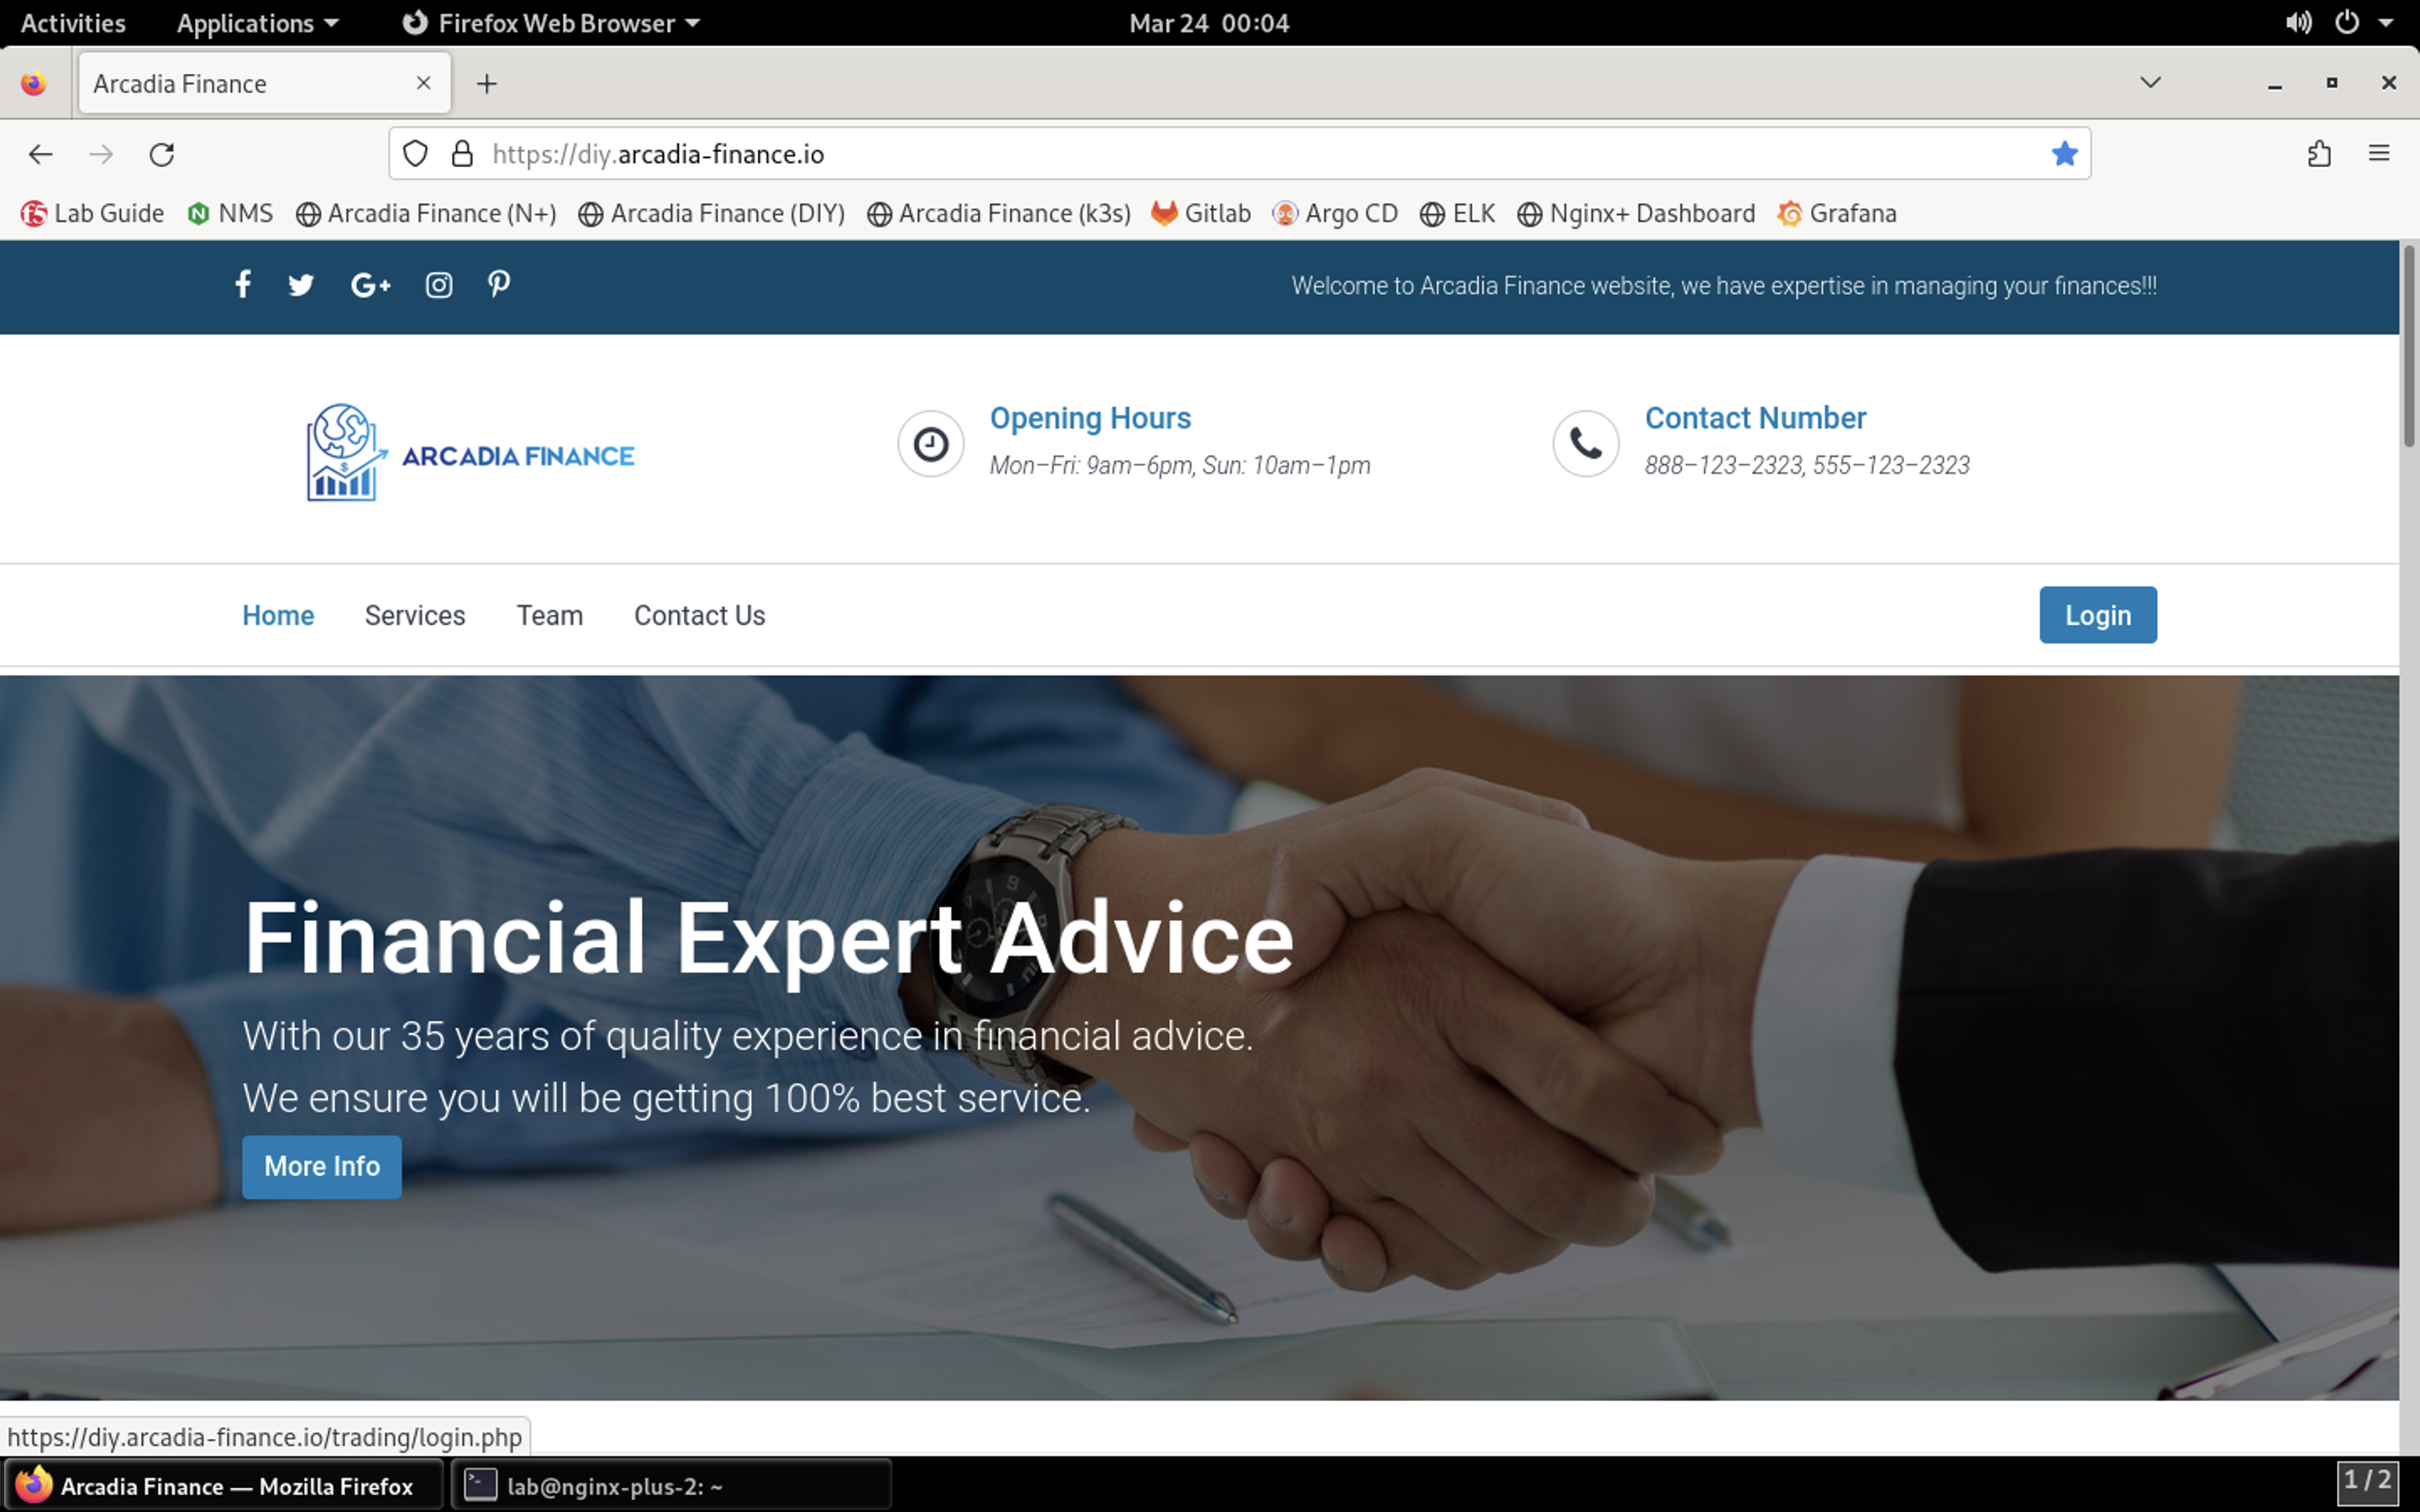 Activities Applications Firefox Web Browser Mar 24 00:04
Arcadia Finance
https://diy.arcadia-finance.io
Lab Guide NMS Arcadia Finance (N+) Arcadia Finance (DIY) Arcadia Finance (k3s) Gitlab Argo CD ELK Nginx+ Dashboard Grafana
Welcome to Arcadia Finance website, we have expertise in managing your finances!!!
ARCADIA FINANCE
Opening Hours
Mon–Fri: 9am–6pm, Sun: 10am–1pm
Contact Number
888–123–2323, 555–123–2323
Home Services Team Contact Us Login
Financial Expert Advice
With our 35 years of quality experience in financial advice.
We ensure you will be getting 100% best service.
More Info
https://diy.arcadia-finance.io/trading/login.php
Arcadia Finance — Mozilla Firefox lab@nginx-plus-2: ~ 1 / 2